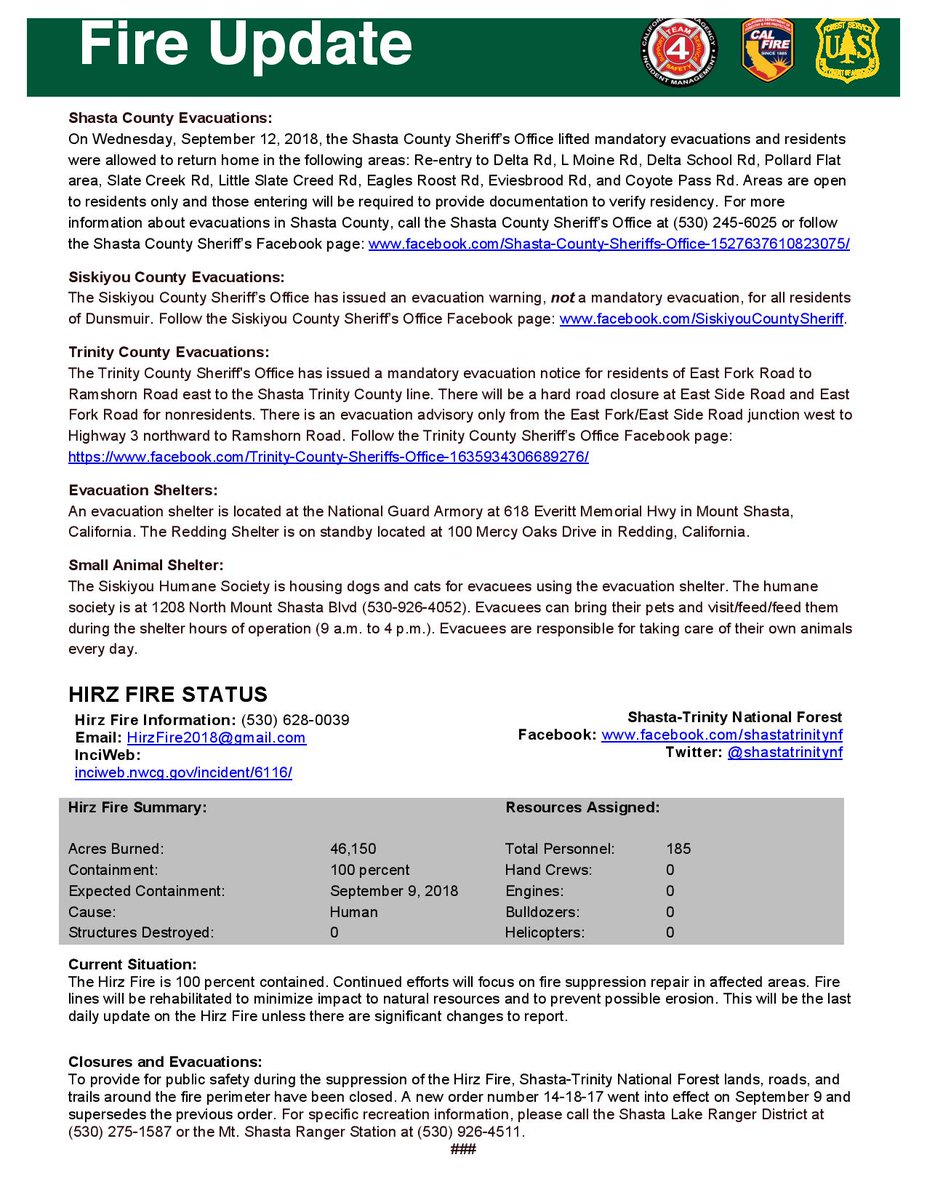 Fire Update
CALIFORNIA INTERAGENCY
TEAM
4
SAFETY
INCIDENT MANAGEMENT
CALIFORNIA DEPARTMENT OF
FORESTRY & FIRE PROTECTION
CAL
FIRE
SINCE 1885
FOREST SERVICE
U S
DEPARTMENT OF AGRICULTURE
Shasta County Evacuations:
On Wednesday, September 12, 2018, the Shasta County Sheriff's Office lifted mandatory evacuations and residents
were allowed to return home in the following areas: Re-entry to Delta Rd, L Moine Rd, Delta School Rd, Pollard Flat
area, Slate Creek Rd, Little Slate Creed Rd, Eagles Roost Rd, Eviesbrood Rd, and Coyote Pass Rd. Areas are open
to residents only and those entering will be required to provide documentation to verify residency. For more
information about evacuations in Shasta County, call the Shasta County Sheriff's Office at (530) 245-6025 or follow
the Shasta County Sheriff's Facebook page: www.facebook.com/Shasta-County-Sheriffs-Office-1527637610823075/
Siskiyou County Evacuations:
The Siskiyou County Sheriff's Office has issued an evacuation warning, not a mandatory evacuation, for all residents
of Dunsmuir. Follow the Siskiyou County Sheriff's Office Facebook page: www.facebook.com/SiskiyouCountySheriff.
Trinity County Evacuations:
The Trinity County Sheriff's Office has issued a mandatory evacuation notice for residents of East Fork Road to
Ramshorn Road east to the Shasta Trinity County line. There will be a hard road closure at East Side Road and East
Fork Road for nonresidents. There is an evacuation advisory only from the East Fork/East Side Road junction west to
Highway 3 northward to Ramshorn Road. Follow the Trinity County Sheriff's Office Facebook page:
https://www.facebook.com/Trinity-County-Sheriffs-Office-1635934306689276/
Evacuation Shelters:
An evacuation shelter is located at the National Guard Armory at 618 Everitt Memorial Hwy in Mount Shasta,
California. The Redding Shelter is on standby located at 100 Mercy Oaks Drive in Redding, California.
Small Animal Shelter:
The Siskiyou Humane Society is housing dogs and cats for evacuees using the evacuation shelter. The humane
society is at 1208 North Mount Shasta Blvd (530-926-4052). Evacuees can bring their pets and visit/feed/feed them
during the shelter hours of operation (9 a.m. to 4 p.m.). Evacuees are responsible for taking care of their own animals
every day.
HIRZ FIRE STATUS
Hirz Fire Information: (530) 628-0039
Email: HirzFire2018@gmail.com
InciWeb:
inciweb.nwcg.gov/incident/6116/
Shasta-Trinity National Forest
Facebook: www.facebook.com/shastatrinitynf
Twitter: @shastatrinitynf
Hirz Fire Summary: Resources Assigned:
Acres Burned: 46,150 Total Personnel: 185
Containment: 100 percent Hand Crews: 0
Expected Containment: September 9, 2018 Engines: 0
Cause: Human Bulldozers: 0
Structures Destroyed: 0 Helicopters: 0
Current Situation:
The Hirz Fire is 100 percent contained. Continued efforts will focus on fire suppression repair in affected areas. Fire
lines will be rehabilitated to minimize impact to natural resources and to prevent possible erosion. This will be the last
daily update on the Hirz Fire unless there are significant changes to report.
Closures and Evacuations:
To provide for public safety during the suppression of the Hirz Fire, Shasta-Trinity National Forest lands, roads, and
trails around the fire perimeter have been closed. A new order number 14-18-17 went into effect on September 9 and
supersedes the previous order. For specific recreation information, please call the Shasta Lake Ranger District at
(530) 275-1587 or the Mt. Shasta Ranger Station at (530) 926-4511.
###